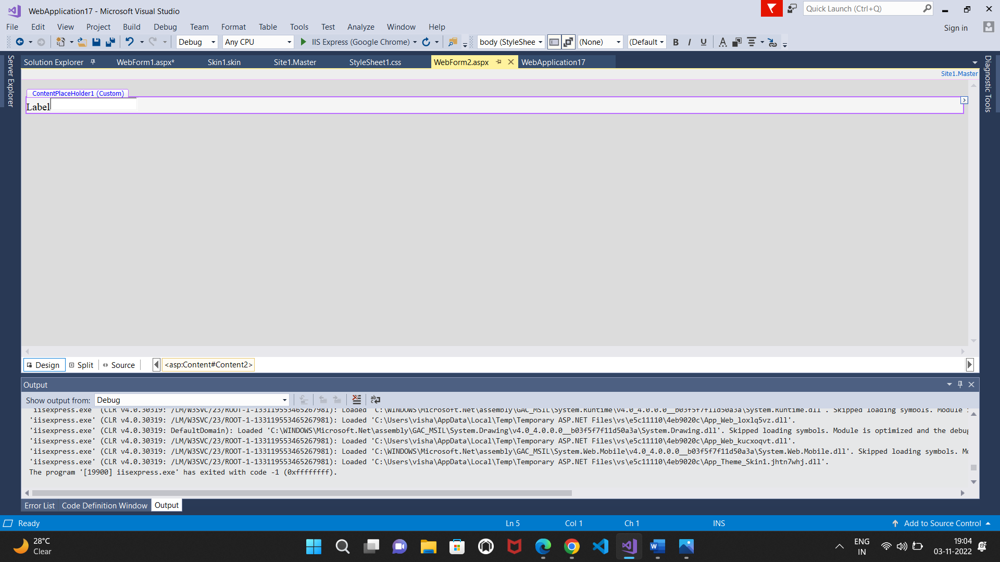 WebApplication17 - Microsoft Visual Studio
Quick Launch (Ctrl+Q)
File Edit View Project Build Debug Team Format Table Tools Test Analyze Window Help
Sign in
Debug Any CPU IIS Express (Google Chrome) body (StyleShee (None) (Default B I U
Server Explorer
Solution Explorer WebForm1.aspx* Skin1.skin Site1.Master StyleSheet1.css WebForm2.aspx WebApplication17
Diagnostic Tools
Site1.Master
ContentPlaceHolder1 (Custom)
Label
Design Split Source <asp:Content#Content2>
Output
Show output from: Debug
'iisexpress.exe' (CLR v4.0.30319: /LM/W3SVC/23/ROOT-1-133119553465267981): Loaded 'C:\WINDOWS\Microsoft.Net\assembly\GAC_MSIL\System.Runtime\v4.0_4.0.0.0__b03f5f7f11d50a3a\System.Runtime.dll'. Skipped loading symbols. Module
'iisexpress.exe' (CLR v4.0.30319: /LM/W3SVC/23/ROOT-1-133119553465267981): Loaded 'C:\Users\visha\AppData\Local\Temp\Temporary ASP.NET Files\vs\e5c11110\4eb9020c\App_Web_loxlq5vz.dll'.
'iisexpress.exe' (CLR v4.0.30319: DefaultDomain): Loaded 'C:\WINDOWS\Microsoft.Net\assembly\GAC_MSIL\System.Drawing\v4.0_4.0.0.0__b03f5f7f11d50a3a\System.Drawing.dll'. Skipped loading symbols. Module is optimized and the debug
'iisexpress.exe' (CLR v4.0.30319: /LM/W3SVC/23/ROOT-1-133119553465267981): Loaded 'C:\Users\visha\AppData\Local\Temp\Temporary ASP.NET Files\vs\e5c11110\4eb9020c\App_Web_kucxoqvt.dll'.
'iisexpress.exe' (CLR v4.0.30319: /LM/W3SVC/23/ROOT-1-133119553465267981): Loaded 'C:\WINDOWS\Microsoft.Net\assembly\GAC_MSIL\System.Web.Mobile\v4.0_4.0.0.0__b03f5f7f11d50a3a\System.Web.Mobile.dll'. Skipped loading symbols. Mo
'iisexpress.exe' (CLR v4.0.30319: /LM/W3SVC/23/ROOT-1-133119553465267981): Loaded 'C:\Users\visha\AppData\Local\Temp\Temporary ASP.NET Files\vs\e5c11110\4eb9020c\App_Theme_Skin1.jhtn7whj.dll'.
The program '[19900] iisexpress.exe' has exited with code -1 (0xffffffff).
Error List Code Definition Window Output
Ready Ln 5 Col 1 Ch 1 INS Add to Source Control
28°C
Clear
ENG
IN
19:04
03-11-2022